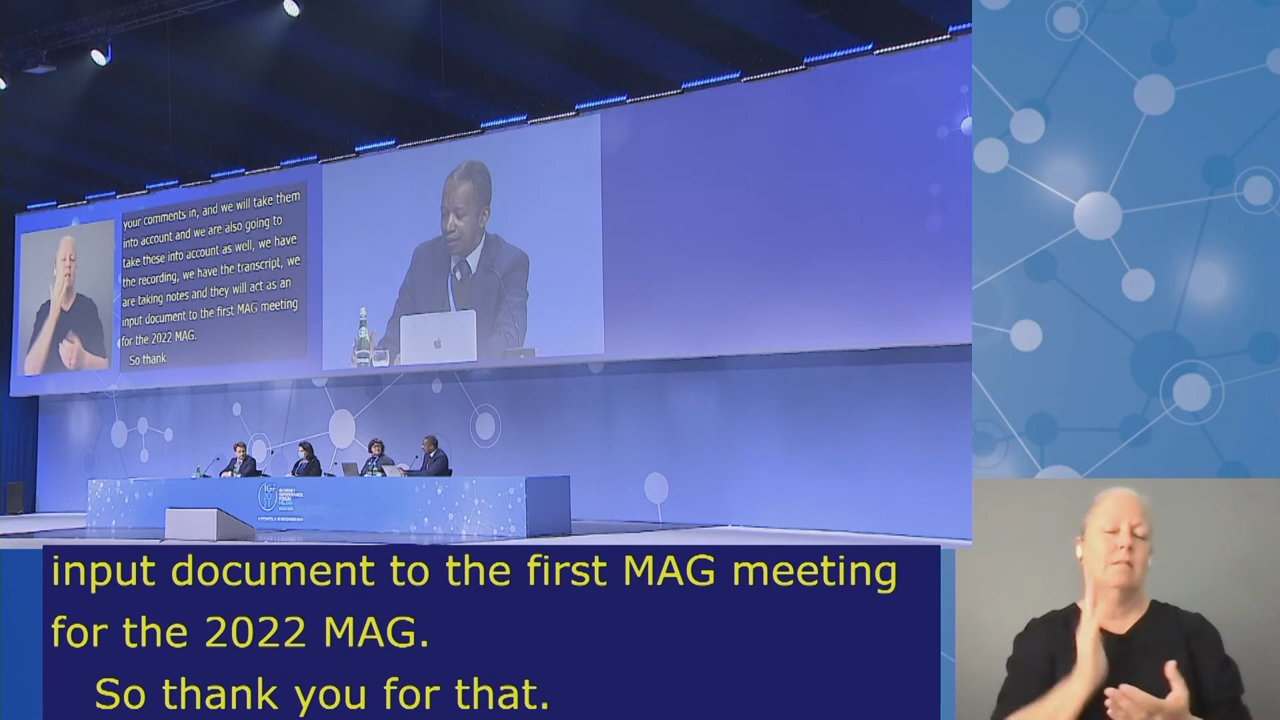 your comments in, and we will take them
into account and we are also going to
take these into account as well, we have
the recording, we have the transcript, we
are taking notes and they will act as an
input document to the first MAG meeting
for the 2022 MAG.
So thank
input document to the first MAG meeting
for the 2022 MAG.
So thank you for that.